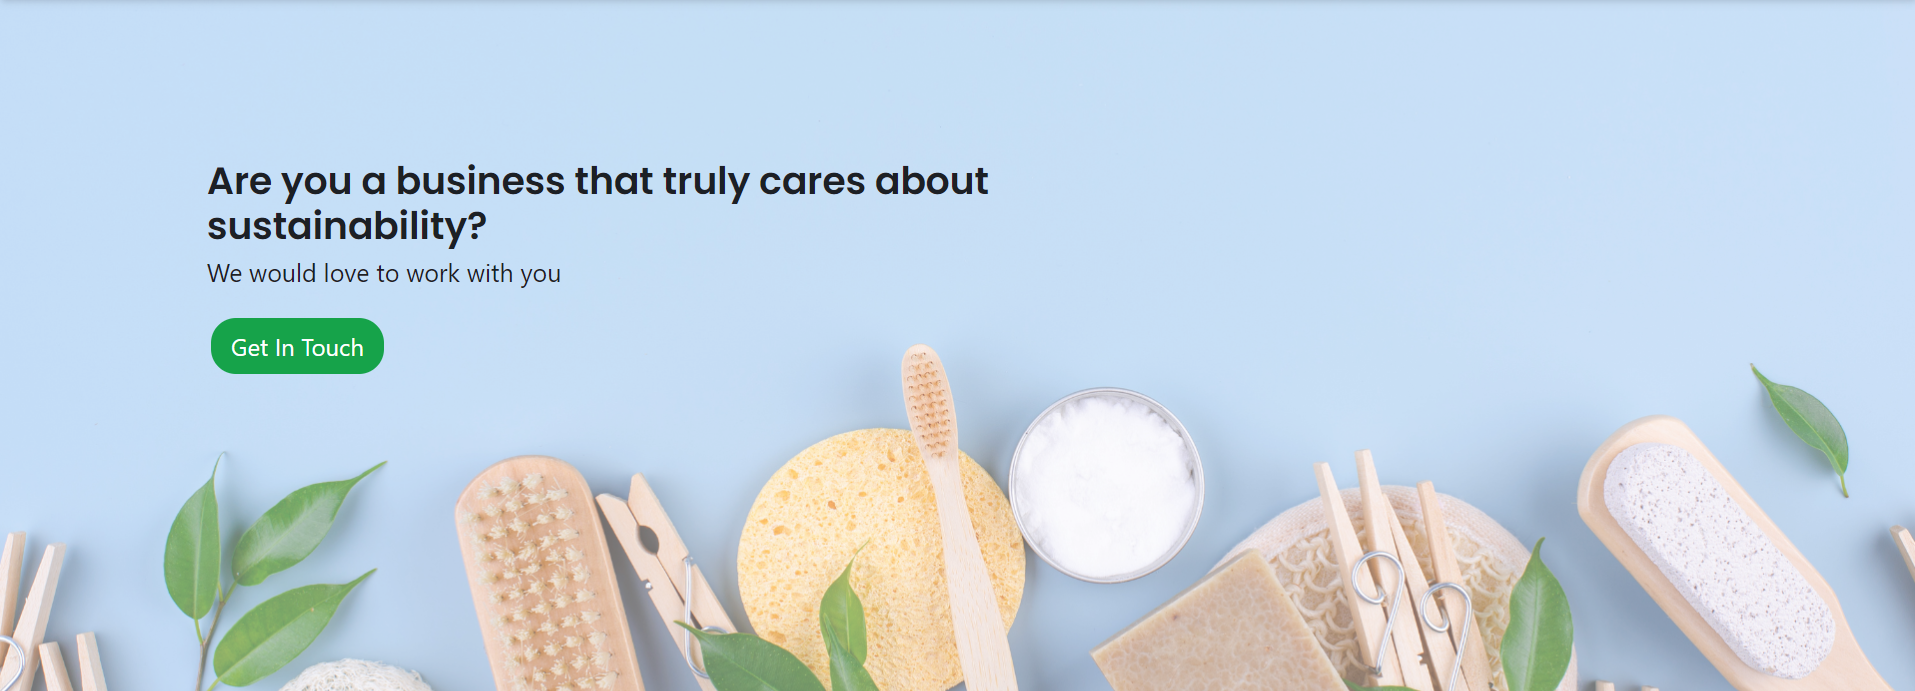 Are you a business that truly cares about
sustainability?
We would love to work with you
Get In Touch